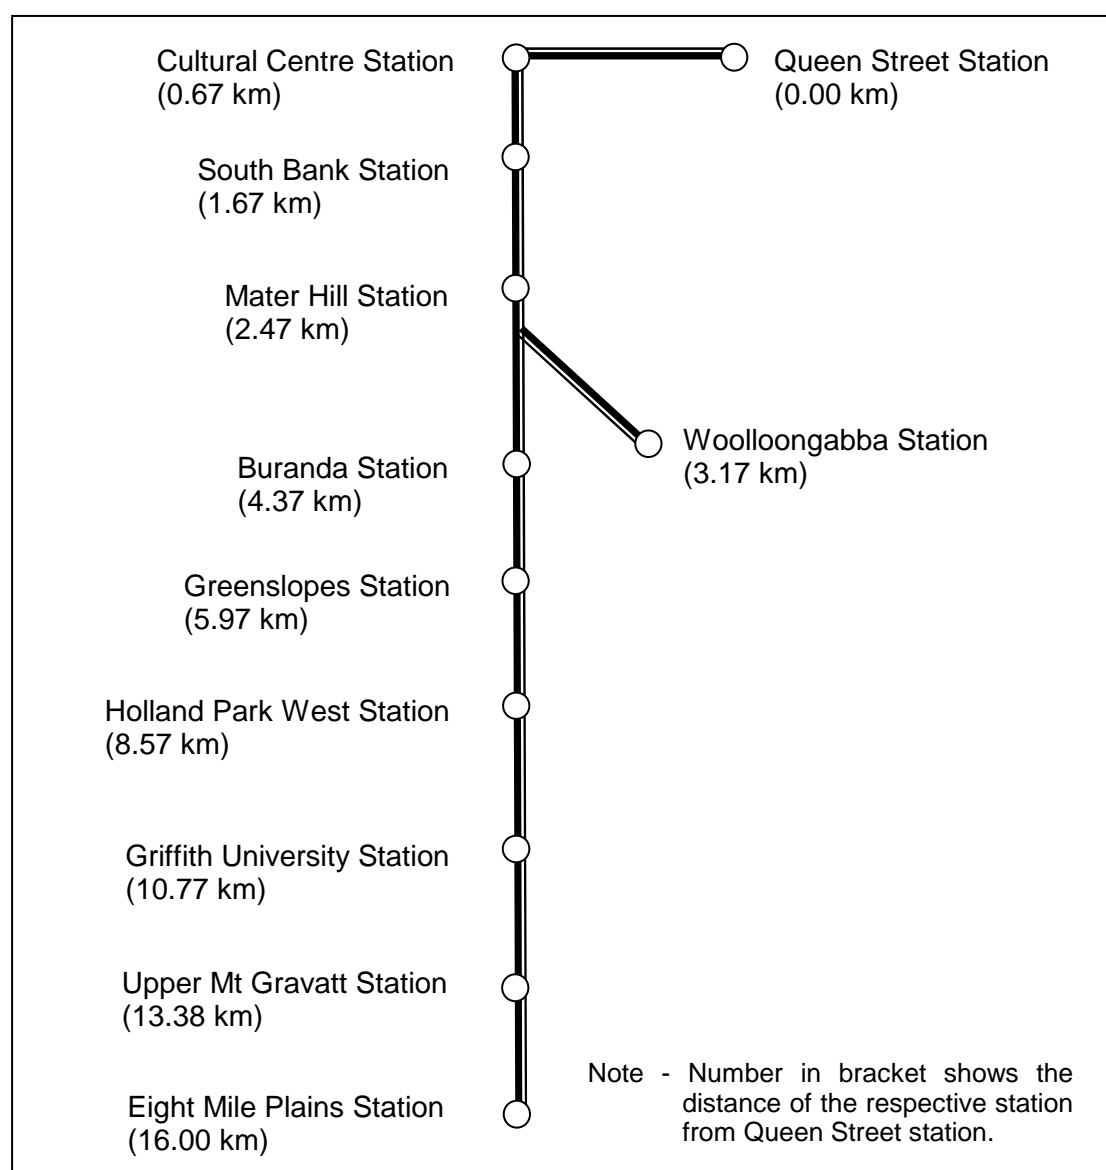 Cultural Centre Station
(0.67 km)
Queen Street Station
(0.00 km)
South Bank Station
(1.67 km)
Mater Hill Station
(2.47 km)
Woolloongabba Station
(3.17 km)
Buranda Station
(4.37 km)
Greenslopes Station
(5.97 km)
Holland Park West Station
(8.57 km)
Griffith University Station
(10.77 km)
Upper Mt Gravatt Station
(13.38 km)
Eight Mile Plains Station
(16.00 km)
Note - Number in bracket shows the
distance of the respective station
from Queen Street station.